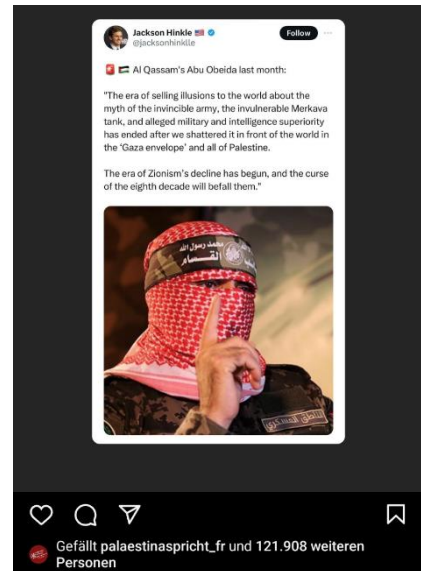 Jackson Hinkle
@jacksonhinklle
Follow
Al Qassam's Abu Obeida last month:
"The era of selling illusions to the world about the
myth of the invincible army, the invulnerable Merkava
tank, and alleged military and intelligence superiority
has ended after we shattered it in front of the world in
the ‘Gaza envelope’ and all of Palestine.
The era of Zionism's decline has begun, and the curse
of the eighth decade will befall them."
محمد رسول الله
القسام
الناطق العسكري
Gefällt palaestinaspricht_fr und 121.908 weiteren
Personen